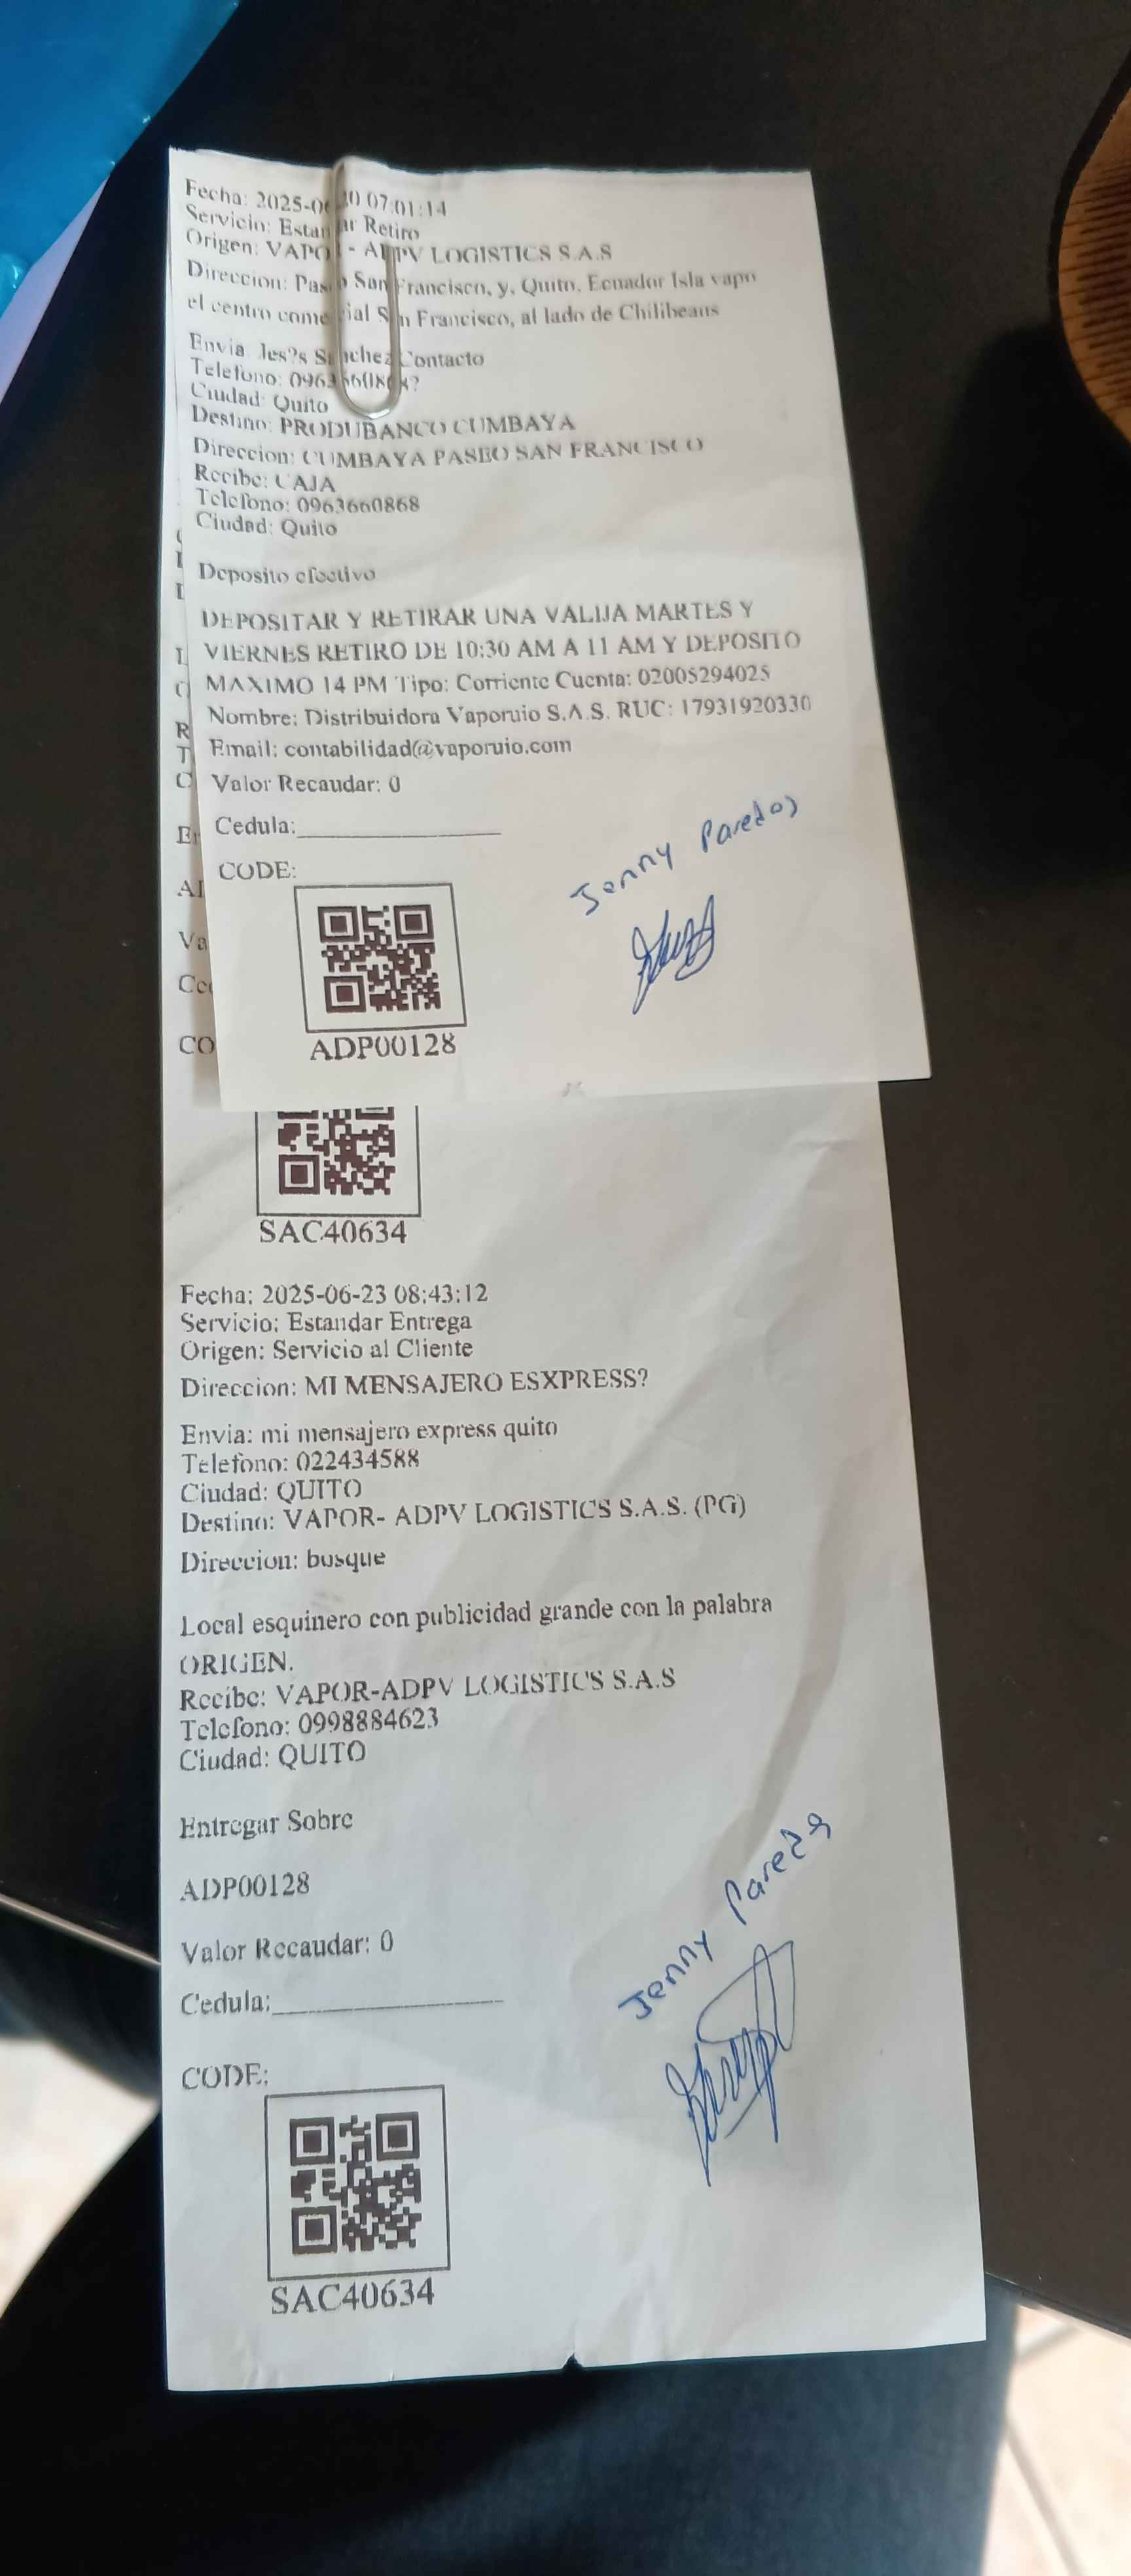 Fecha: 2025-06 20 07:01:14
Servicio: Estandar Retiro
Origen: VAPOR - ADPV LOGISTICS S.A.S
Direccion: Paseo San Francisco, y, Quito, Ecuador Isla vapo
el centro comercial San Francisco, al lado de Chilibeans
Envia Jes?s Sanchez Contacto
Telefono: 0963660868?
Ciudad: Quito
Destino: PRODUBANCO CUMBAYA
Direccion: CUMBAYA PASEO SAN FRANCISCO
Recibe: CAJA
Telefono: 0963660868
Ciudad: Quito
Deposito efectivo
DEPOSITAR Y RETIRAR UNA VALIJA MARTES Y
VIERNES RETIRO DE 10:30 AM A 11 AM Y DEPOSITO
MAXIMO 14 PM Tipo: Corriente Cuenta: 02005294025
Nombre: Distribuidora Vaporuio S.A.S. RUC: 17931920330
Email: contabilidad@vaporuio.com
Valor Recaudar: 0
Cedula:
CODE:
Jenny Paredes
ADP00128
SAC40634
Fecha: 2025-06-23 08:43:12
Servicio: Estandar Entrega
Origen: Servicio al Cliente
Direccion: MI MENSAJERO ESXPRESS?
Envia: mi mensajero express quito
Telefono: 022434588
Ciudad: QUITO
Destino: VAPOR- ADPV LOGISTICS S.A.S. (PG)
Direccion: busque
Local esquinero con publicidad grande con la palabra
ORIGEN.
Recibe: VAPOR-ADPV LOGISTICS S.A.S
Telefono: 0998884623
Ciudad: QUITO
Entregar Sobre
ADP00128
Valor Recaudar: 0
Cedula:
Jenny Paredes
CODE:
SAC40634